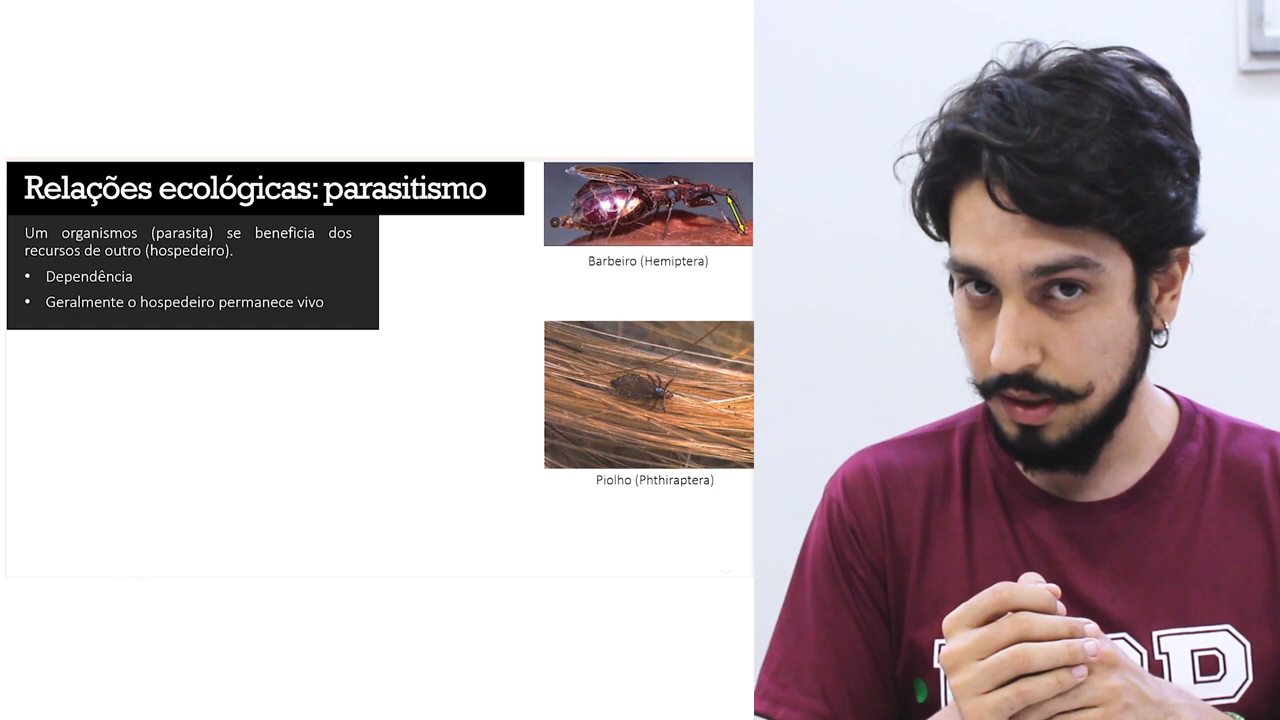 Relações ecológicas: parasitismo
Um organismos (parasita) se beneficia dos
recursos de outro (hospedeiro).
• Dependência
• Geralmente o hospedeiro permanece vivo
Barbeiro (Hemiptera)
Piolho (Phthiraptera)